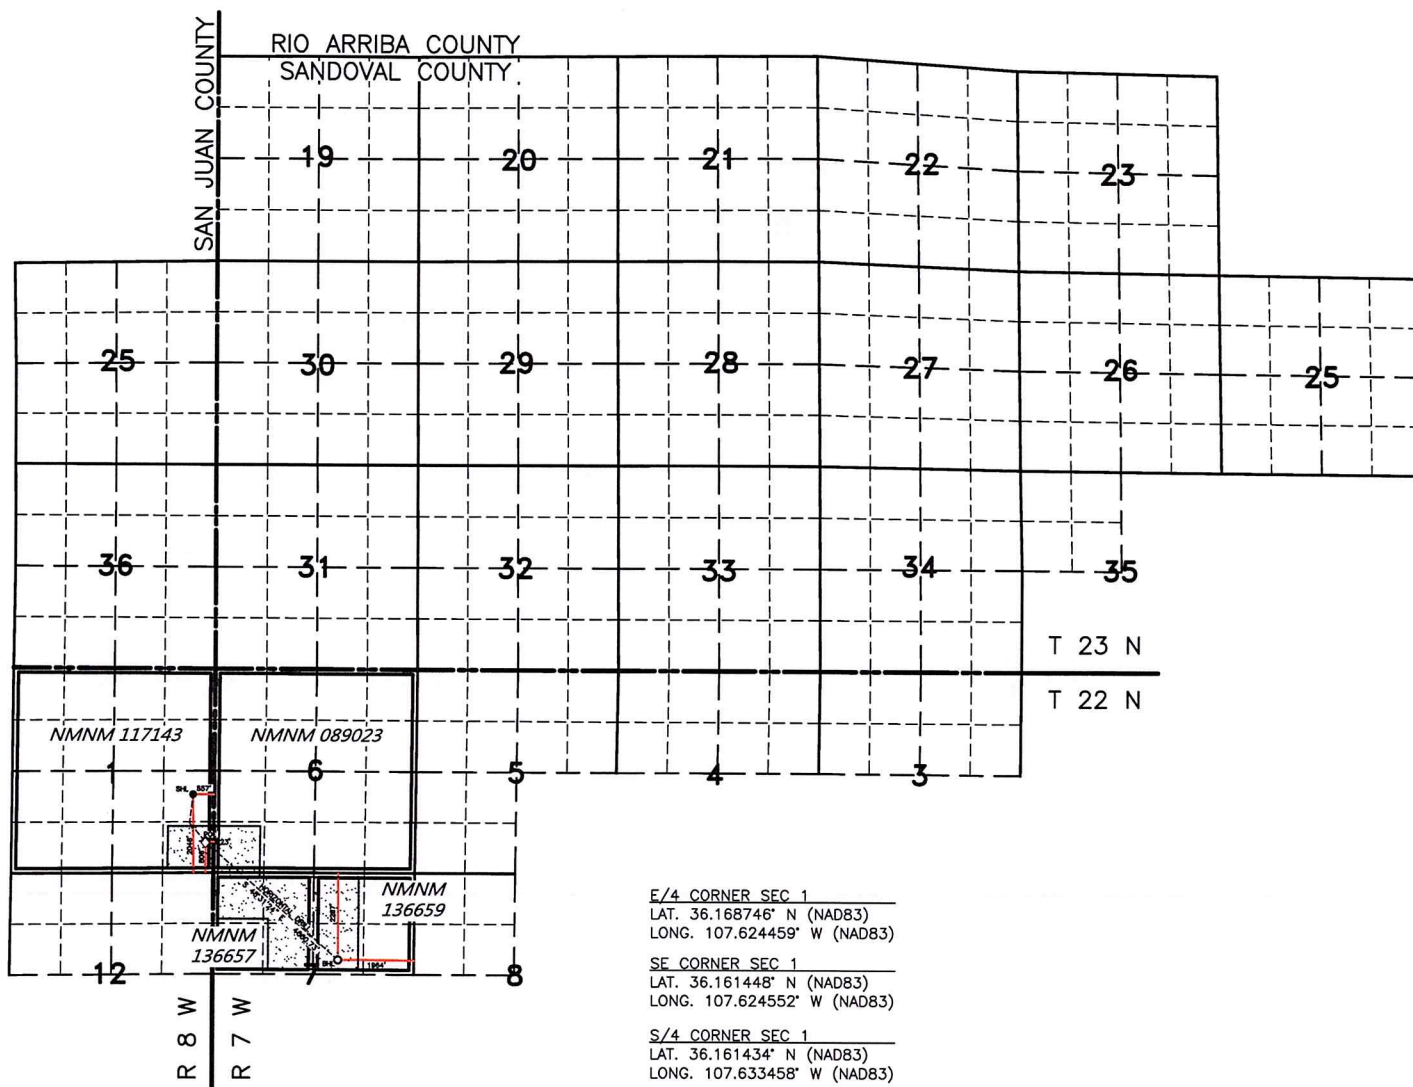 RIO ARRIBA COUNTY
SANDOVAL COUNTY
SAN JUAN COUNTY
19
20
21
22
23
25
30
29
28
27
26
25
36
31
32
33
34
35
T 23 N
T 22 N
NMNM 117143
NMNM 089023
1
6
5
4
3
SHL
557'
NMNM
136659
NMNM
136657
BHL
1984'
12
7
8
R 8 W
R 7 W
E/4 CORNER SEC 1
LAT. 36.168746° N (NAD83)
LONG. 107.624459° W (NAD83)
SE CORNER SEC 1
LAT. 36.161448° N (NAD83)
LONG. 107.624552° W (NAD83)
S/4 CORNER SEC 1
LAT. 36.161434° N (NAD83)
LONG. 107.633458° W (NAD83)